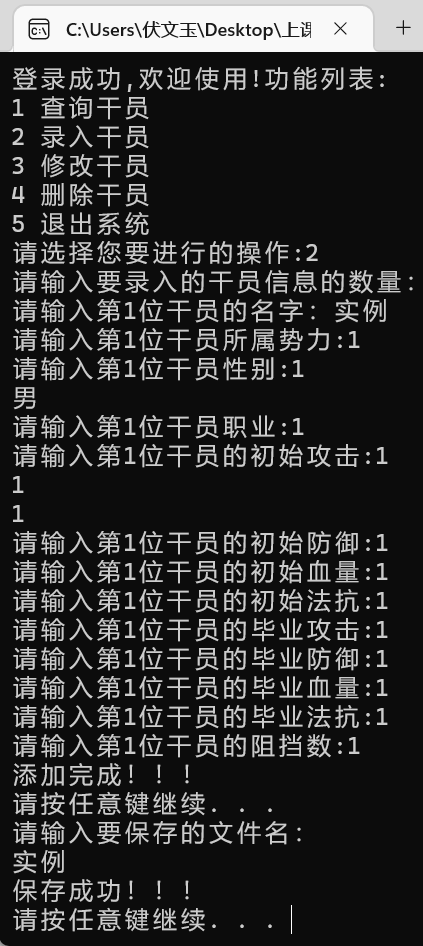 C:\Users\伏文玉\Desktop\上课
登录成功,欢迎使用!功能列表:
1 查询干员
2 录入干员
3 修改干员
4 删除干员
5 退出系统
请选择您要进行的操作:2
请输入要录入的干员信息的数量:
请输入第1位干员的名字: 实例
请输入第1位干员所属势力:1
请输入第1位干员性别:1
男
请输入第1位干员职业:1
请输入第1位干员的初始攻击:1
1
1
请输入第1位干员的初始防御:1
请输入第1位干员的初始血量:1
请输入第1位干员的初始法抗:1
请输入第1位干员的毕业攻击:1
请输入第1位干员的毕业防御:1
请输入第1位干员的毕业血量:1
请输入第1位干员的毕业法抗:1
请输入第1位干员的阻挡数:1
添加完成!!!
请按任意键继续. . .
请输入要保存的文件名:
实例
保存成功!!!
请按任意键继续. . .